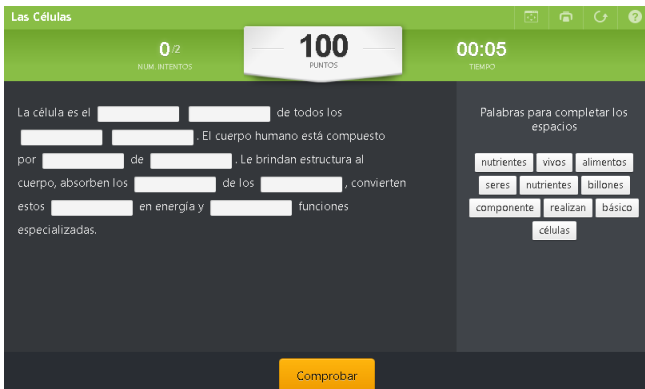 Las Células
0/2
NUM. INTENTOS
100
PUNTOS
00:05
TIEMPO
La célula es el de todos los
. El cuerpo humano está compuesto
por de . Le brindan estructura al
cuerpo, absorben los de los , convierten
estos en energía y funciones
especializadas.
Palabras para completar los
espacios
nutrientes vivos alimentos
seres nutrientes billones
componente realizan básico
células
Comprobar